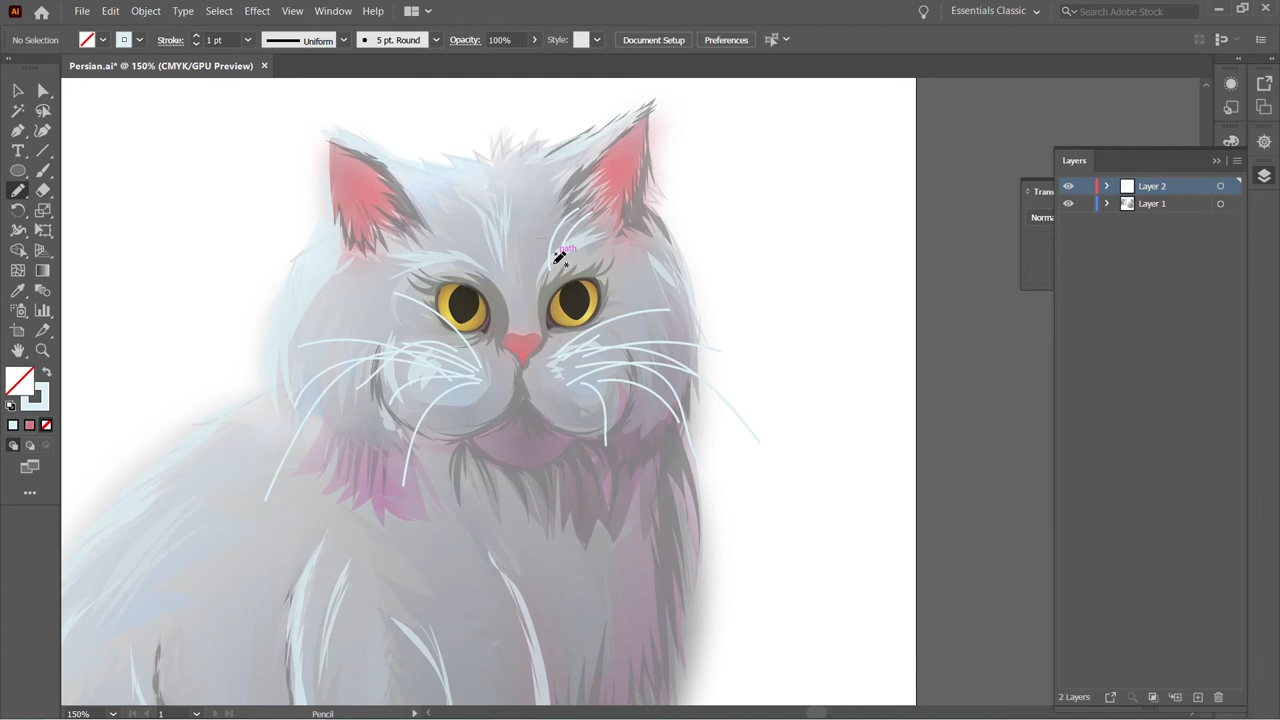 Ai File Edit Object Type Select Effect View Window Help Essentials Classic Search Adobe Stock
No Selection Stroke: 1 pt Uniform 5 pt. Round Opacity: 100% Style: Document Setup Preferences
Persian.ai* @ 150% (CMYK/GPU Preview)
Layers
Layer 2
Trans
Layer 1
Norma
path
2 Layers
150% 1 Pencil